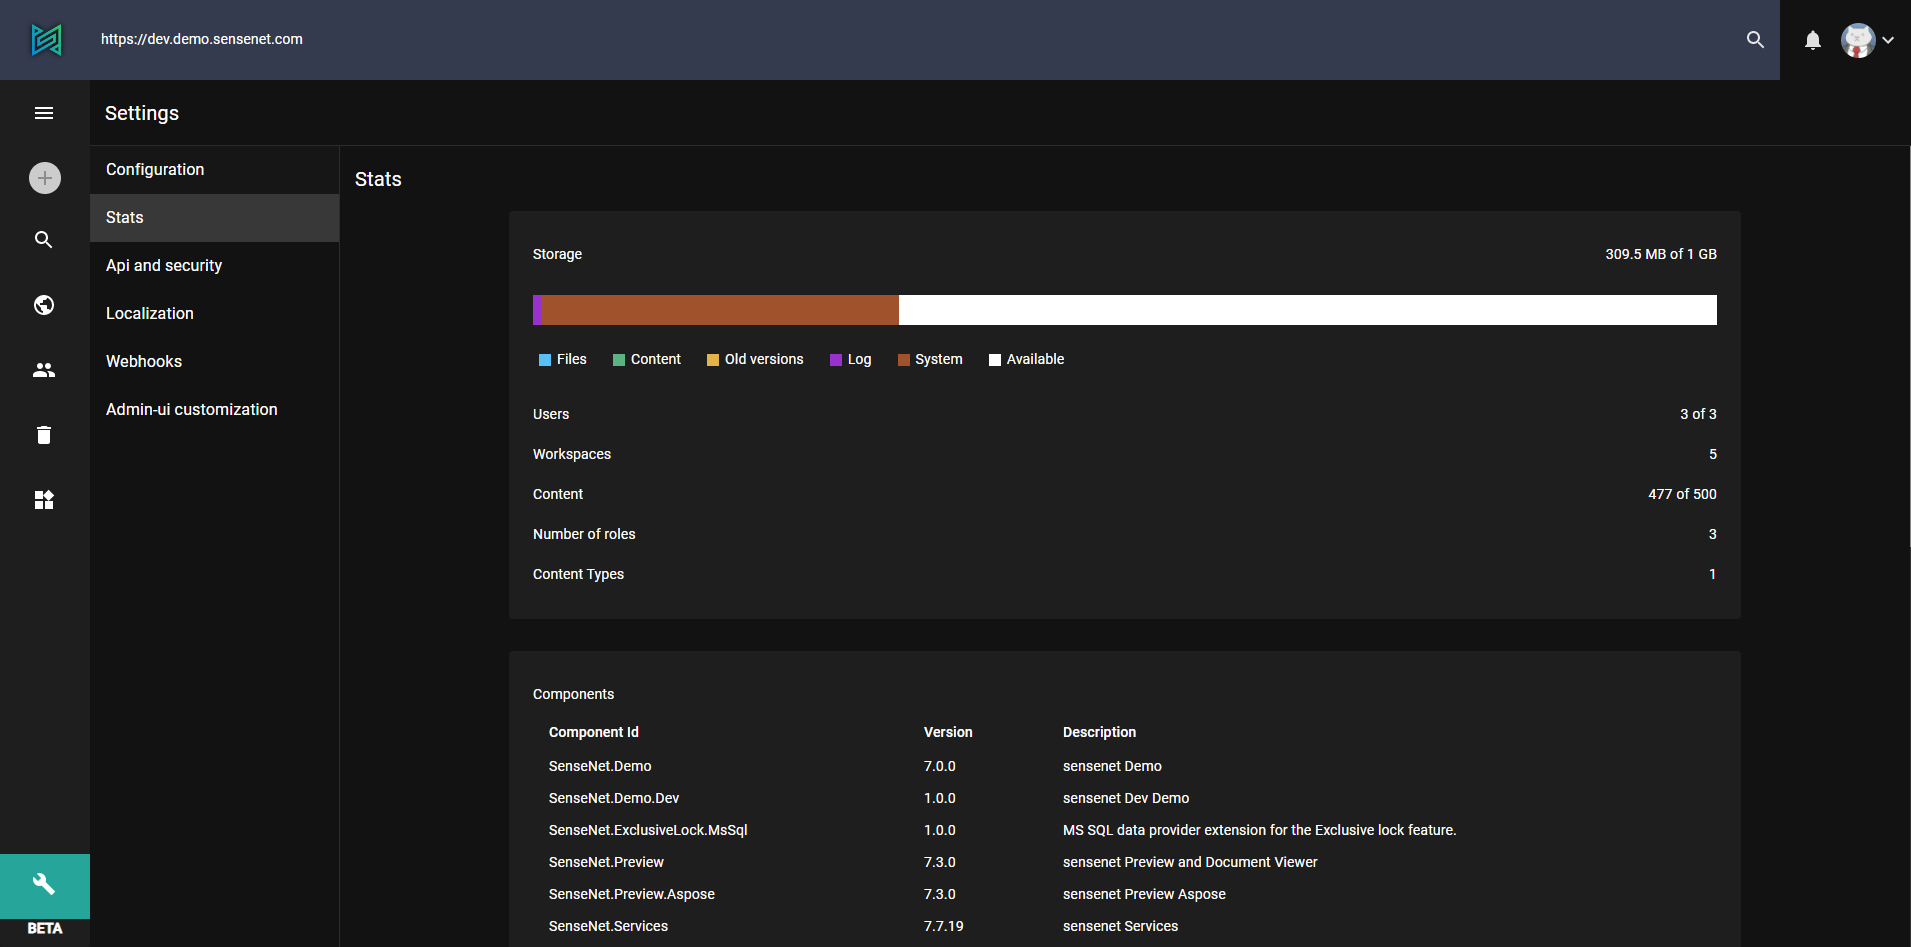 https://dev.demo.sensenet.com
Settings
Configuration
Stats
Api and security
Localization
Webhooks
Admin-ui customization
BETA
Stats
Storage 309.5 MB of 1 GB
Files Content Old versions Log System Available
Users 3 of 3
Workspaces 5
Content 477 of 500
Number of roles 3
Content Types 1
Components
Component Id Version Description
SenseNet.Demo 7.0.0 sensenet Demo
SenseNet.Demo.Dev 1.0.0 sensenet Dev Demo
SenseNet.ExclusiveLock.MsSql 1.0.0 MS SQL data provider extension for the Exclusive lock feature.
SenseNet.Preview 7.3.0 sensenet Preview and Document Viewer
SenseNet.Preview.Aspose 7.3.0 sensenet Preview Aspose
SenseNet.Services 7.7.19 sensenet Services